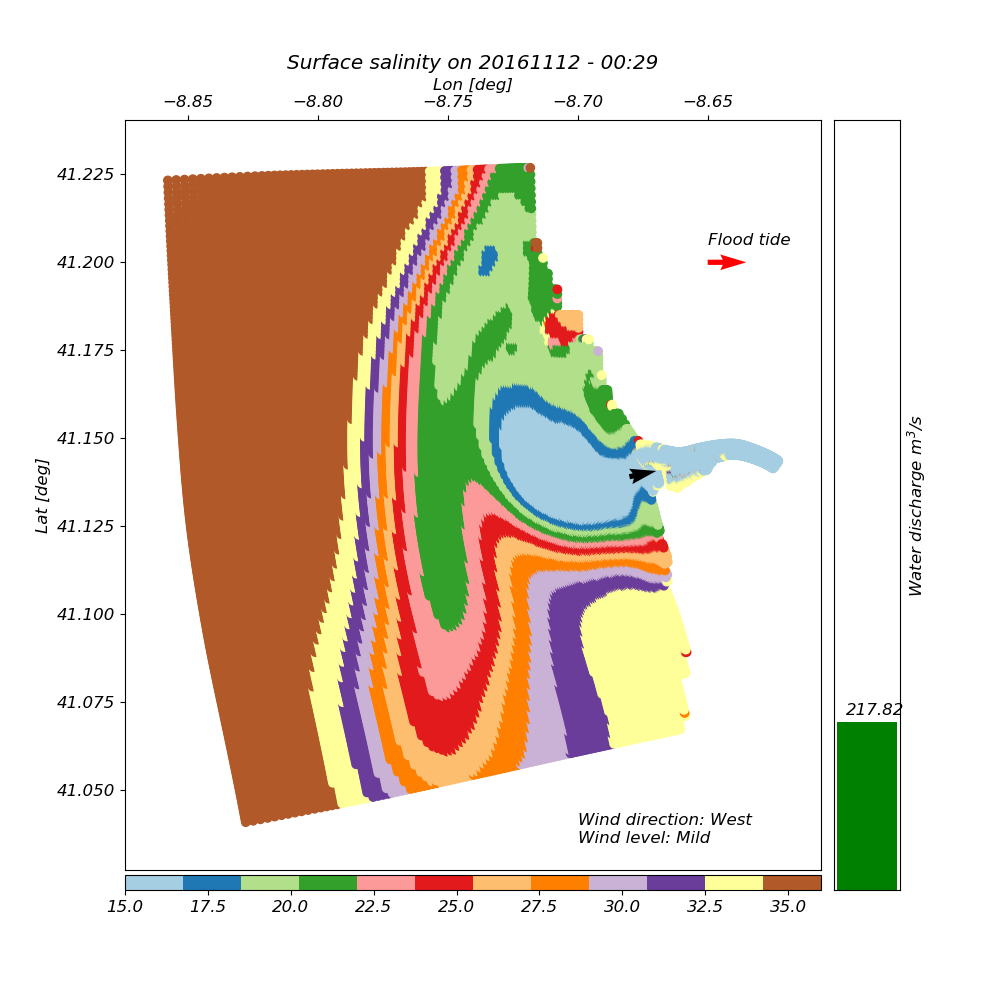 Surface salinity on 20161112 - 00:29
Lon [deg]
−8.85 −8.80 −8.75 −8.70 −8.65
41.225
41.200
41.175
41.150
41.125
41.100
41.075
41.050
Lat [deg]
Flood tide
Wind direction: West
Wind level: Mild
15.0 17.5 20.0 22.5 25.0 27.5 30.0 32.5 35.0
217.82
Water discharge m³/s